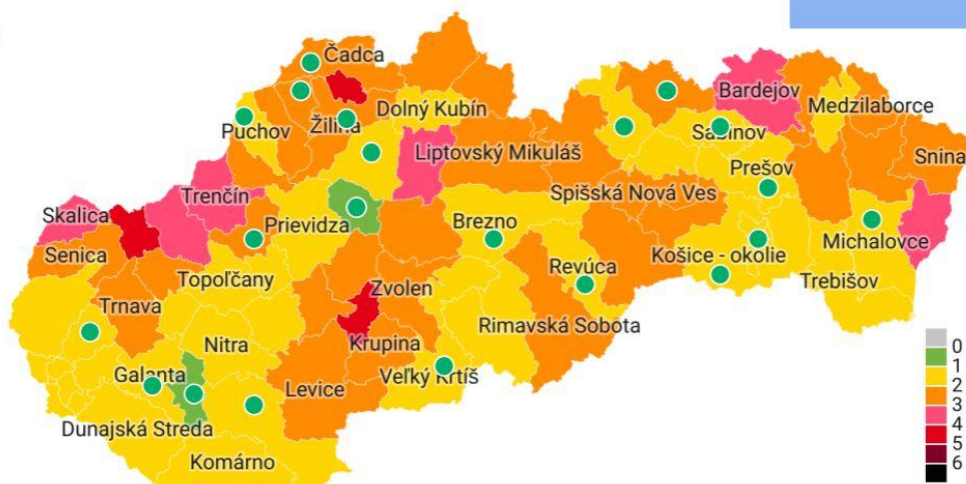 Čadca
Dolný Kubín
Bardejov
Medzilaborce
Púchov
Žilina
Sabinov
Liptovský Mikuláš
Snina
Prešov
Trenčín
Spišská Nová Ves
Skalica
Prievidza
Brezno
Michalovce
Senica
Košice - okolie
Topoľčany
Revúca
Trebišov
Zvolen
Trnava
Rimavská Sobota
Nitra
Krupina
Galanta
Veľký Krtíš
Levice
Dunajská Streda
Komárno
0
1
2
3
4
5
6